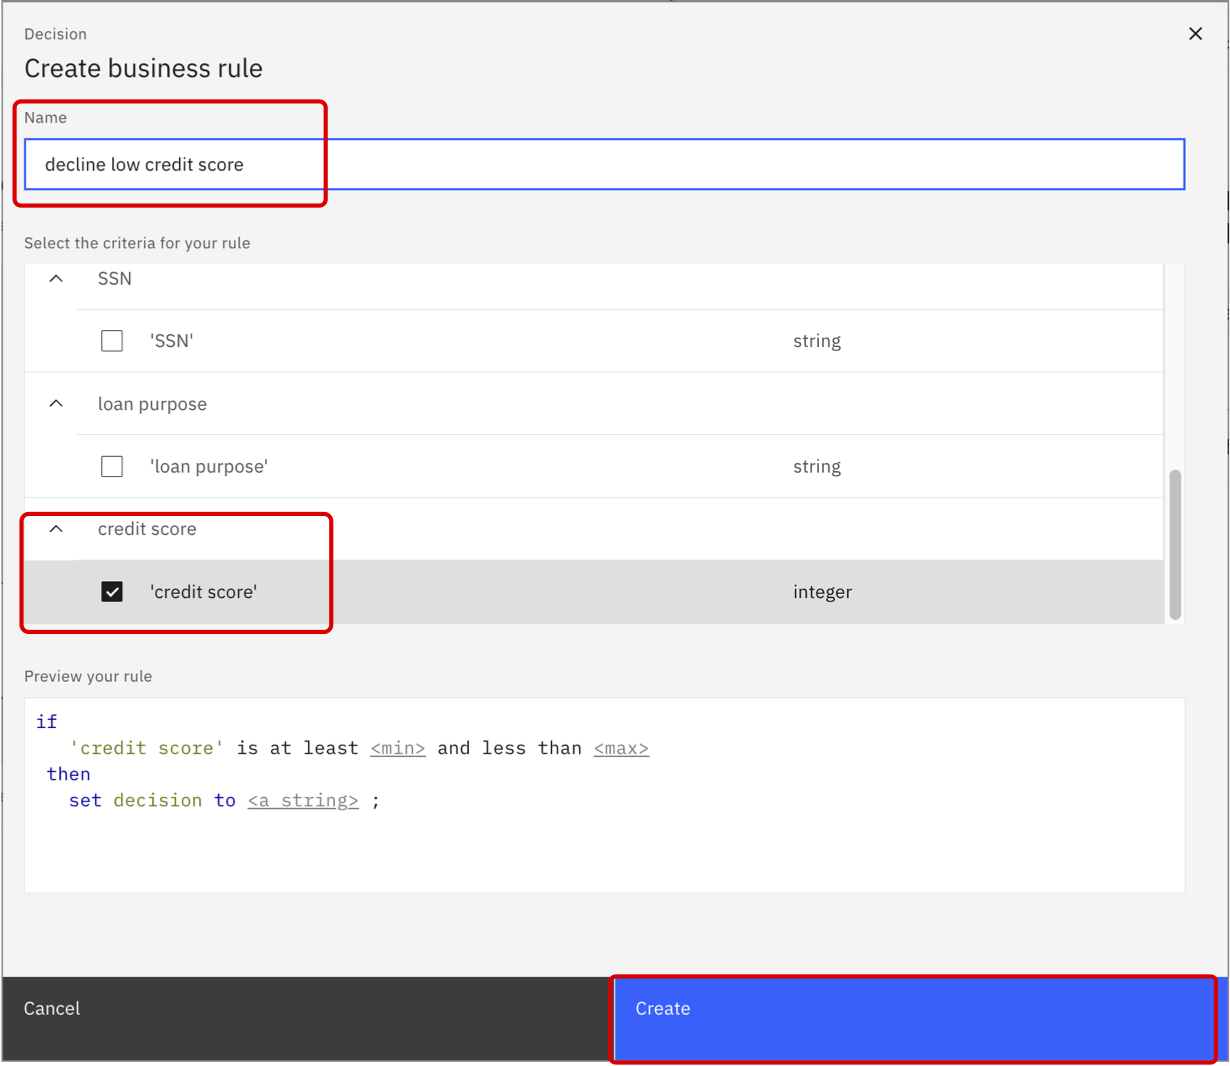 Decision
Create business rule
Name
decline low credit score
Select the criteria for your rule
SSN
'SSN' string
loan purpose
'loan purpose' string
credit score
'credit score' integer
Preview your rule
if
'credit score' is at least <min> and less than <max>
then
set decision to <a string> ;
Cancel Create